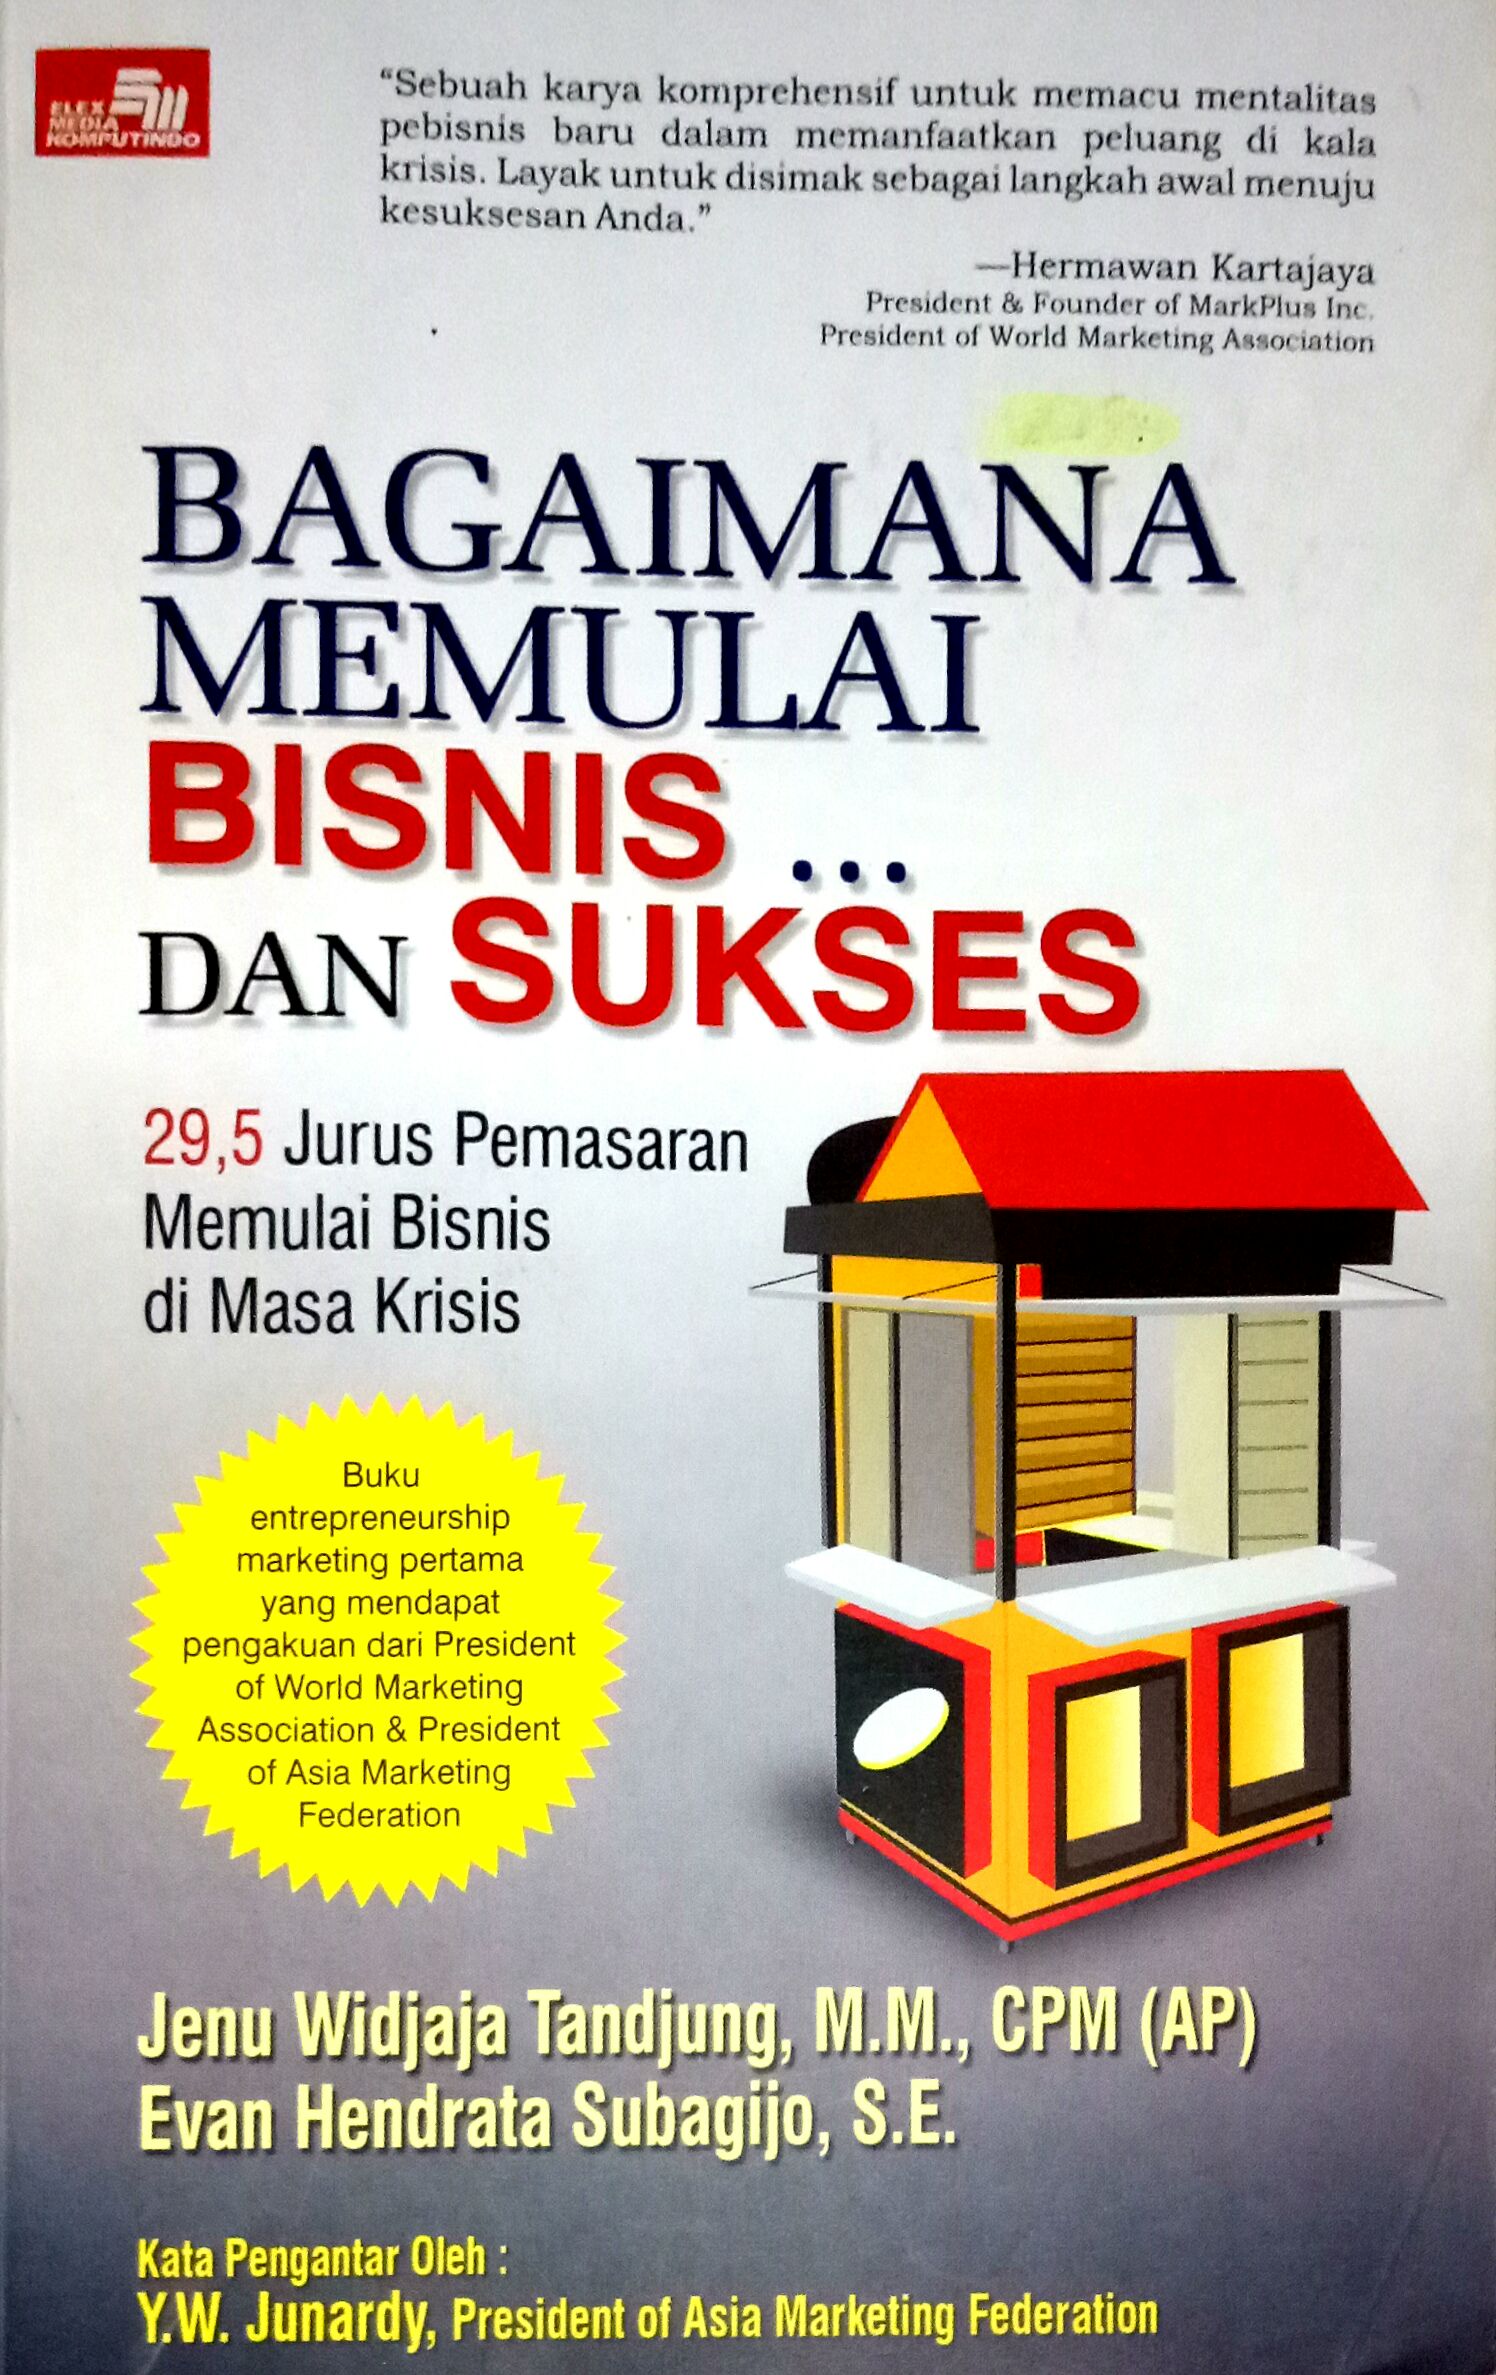 ELEX
MEDIA
KOMPUTINDO
“Sebuah karya komprehensif untuk memacu mentalitas
pebisnis baru dalam memanfaatkan peluang di kala
krisis. Layak untuk disimak sebagai langkah awal menuju
kesuksesan Anda.”
—Hermawan Kartajaya
President & Founder of MarkPlus Inc.
President of World Marketing Association
BAGAIMANA
MEMULAI
BISNIS ...
DAN SUKSES
29,5 Jurus Pemasaran
Memulai Bisnis
di Masa Krisis
Buku
entrepreneurship
marketing pertama
yang mendapat
pengakuan dari President
of World Marketing
Association & President
of Asia Marketing
Federation
Jenu Widjaja Tandjung, M.M., CPM (AP)
Evan Hendrata Subagijo, S.E.
Kata Pengantar Oleh :
Y.W. Junardy, President of Asia Marketing Federation